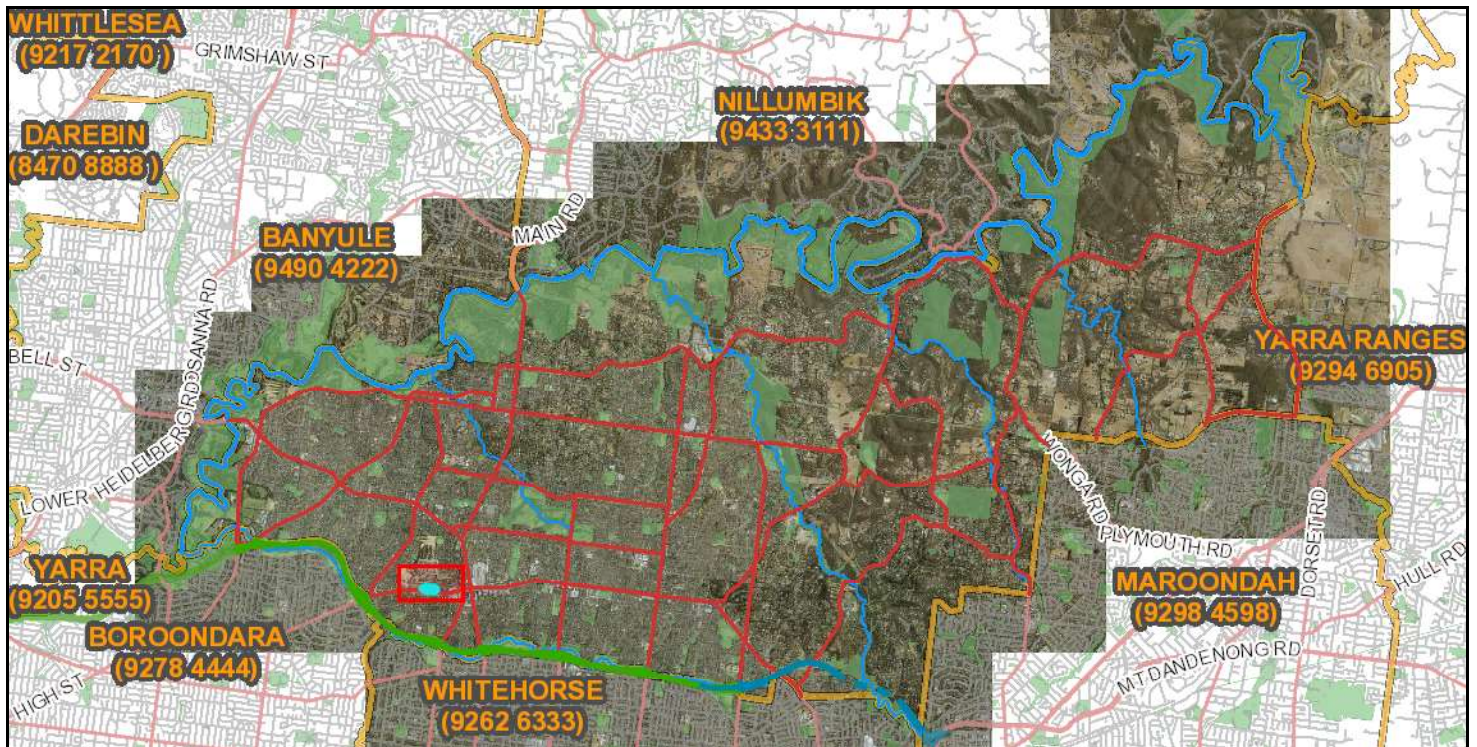 WHITTLESEA
(9217 2170 )
GRIMSHAW ST
NILLUMBIK
(9433 3111)
DAREBIN
(8470 8888 )
MAIN RD
BANYULE
(9490 4222)
BELL ST
ROSANNA RD
YARRA RANGES
(9294 6905)
LOWER HEIDELBERG RD
WONGA RD
PLYMOUTH RD
DORSET RD
HULL RD
YARRA
(9205 5555)
MAROONDAH
(9298 4598)
BOROONDARA
(9278 4444)
MT DANDENONG RD
HIGH ST
WHITEHORSE
(9262 6333)